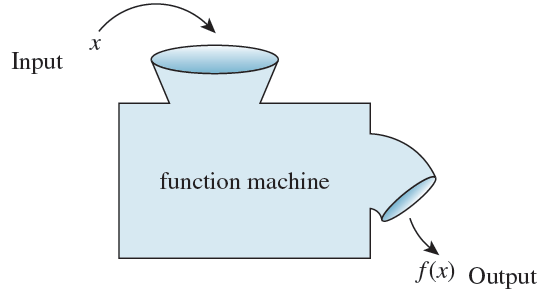 x
Input
function machine
f(x) Output